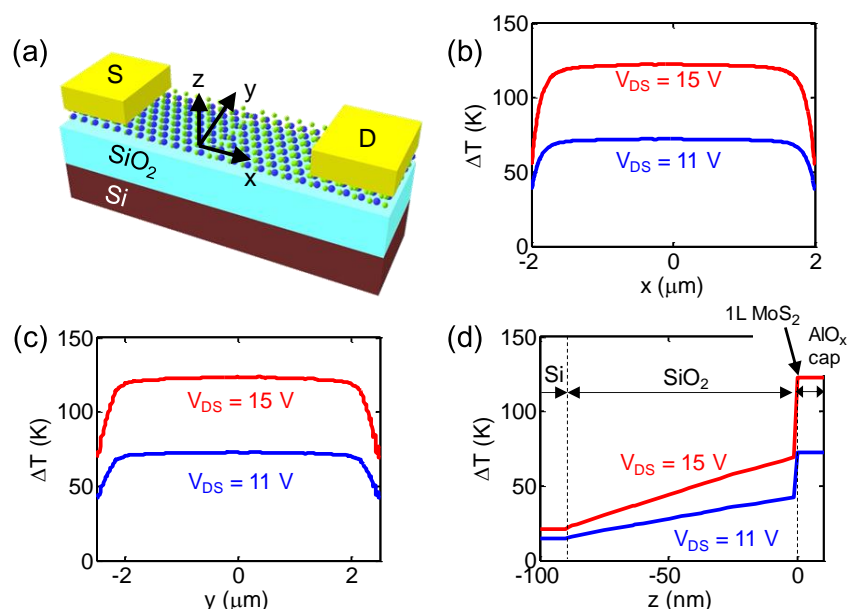 (a)
S
D
z
y
x
SiO2
Si
(b)
150
100
50
0
ΔT (K)
VDS = 15 V
VDS = 11 V
-2
0
2
x (μm)
(c)
150
100
50
0
ΔT (K)
VDS = 15 V
VDS = 11 V
-2
0
2
y (μm)
(d)
1L MoS2
AlOx
cap
Si
SiO2
150
100
50
0
ΔT (K)
VDS = 15 V
VDS = 11 V
-100
-50
0
z (nm)